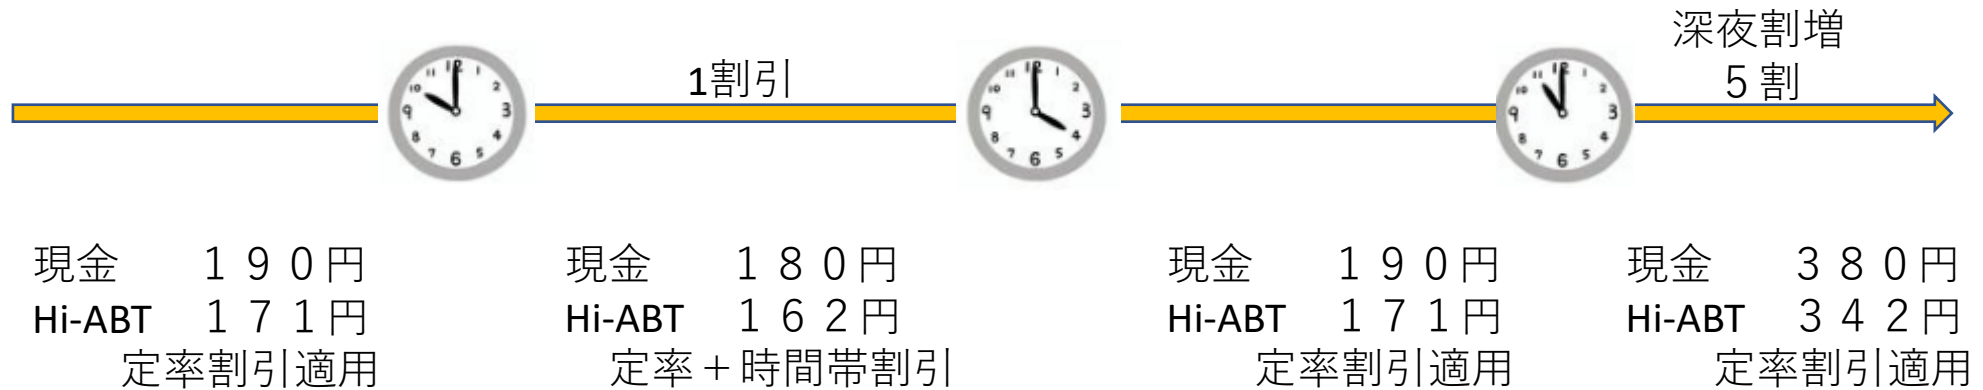 深夜割増
1割引
５割
現金　１９０円
Hi-ABT　１７１円
定率割引適用
現金　１８０円
Hi-ABT　１６２円
定率＋時間帯割引
現金　１９０円
Hi-ABT　１７１円
定率割引適用
現金　３８０円
Hi-ABT　３４２円
定率割引適用